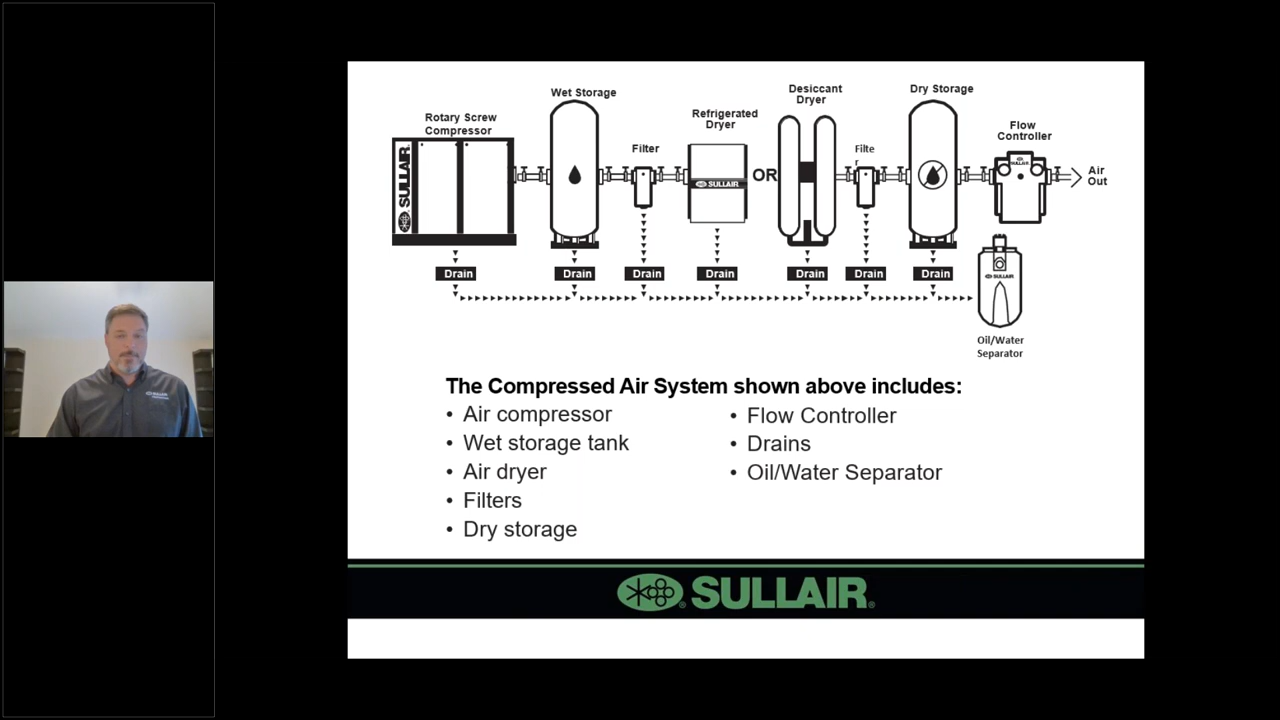 Wet Storage
Desiccant
Dryer
Dry Storage
Rotary Screw
Compressor
Refrigerated
Dryer
Filter
Filte
r
Flow
Controller
SULLAIR
SULLAIR
OR
SULLAIR
Air
Out
Drain
Drain
Drain
Drain
Drain
Drain
Drain
SULLAIR
Oil/Water
Separator
The Compressed Air System shown above includes:
• Air compressor
• Wet storage tank
• Air dryer
• Filters
• Dry storage
• Flow Controller
• Drains
• Oil/Water Separator
SULLAIR®